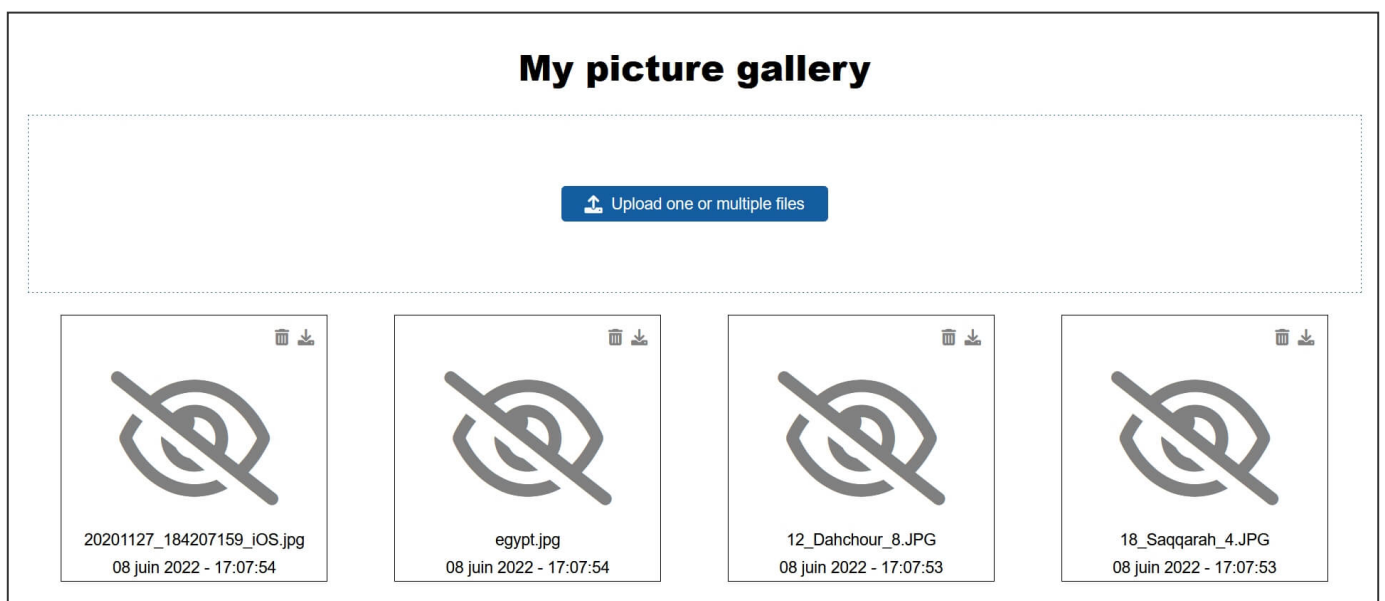 My picture gallery
Upload one or multiple files
20201127_184207159_iOS.jpg
08 juin 2022 - 17:07:54
egypt.jpg
08 juin 2022 - 17:07:54
12_Dahchour_8.JPG
08 juin 2022 - 17:07:53
18_Saqqarah_4.JPG
08 juin 2022 - 17:07:53